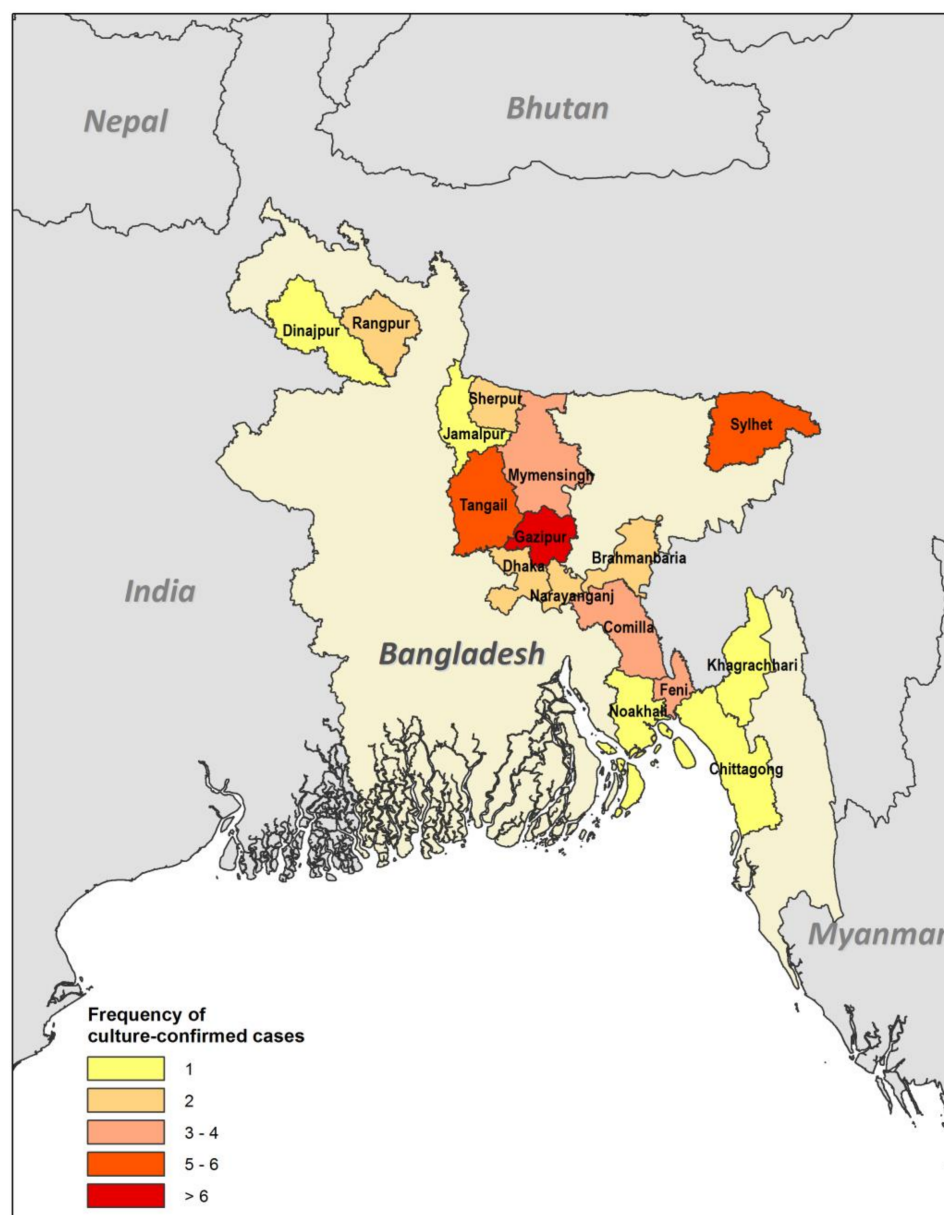 Nepal
Bhutan
Dinajpur
Rangpur
Sherpur
Jamalpur
Sylhet
Mymensingh
Tangail
Gazipur
Dhaka
Brahmanbaria
India
Narayanganj
Comilla
Bangladesh
Khagrachhari
Feni
Noakhali
Chittagong
Myanmar
Frequency of
culture-confirmed cases
1
2
3 - 4
5 - 6
> 6